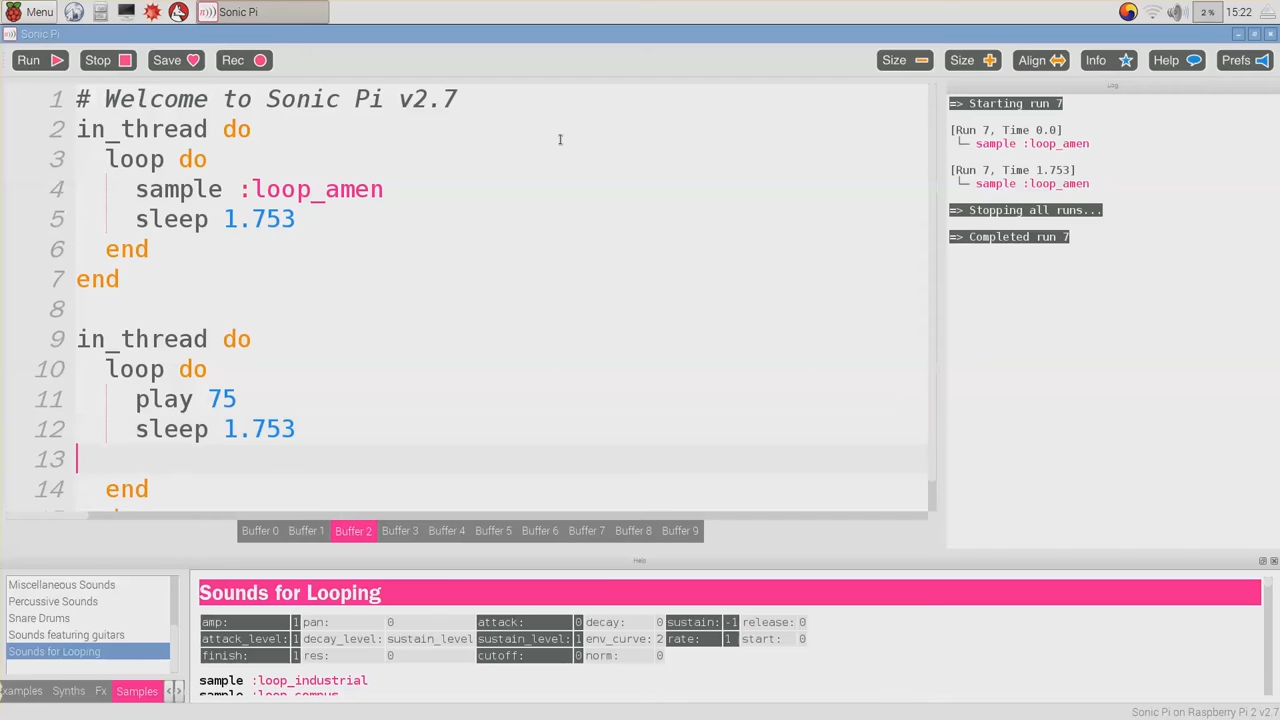 Menu Sonic Pi 2 % 15:22
Sonic Pi
Run Stop Save Rec Size Size Align Info Help Prefs
Log
1 # Welcome to Sonic Pi v2.7
2 in_thread do
3 loop do
4 sample :loop_amen
5 sleep 1.753
6 end
7 end
8
9 in_thread do
10 loop do
11 play 75
12 sleep 1.753
13
14 end
=> Starting run 7
[Run 7, Time 0.0]
└─ sample :loop_amen
[Run 7, Time 1.753]
└─ sample :loop_amen
=> Stopping all runs...
=> Completed run 7
Buffer 0 Buffer 1 Buffer 2 Buffer 3 Buffer 4 Buffer 5 Buffer 6 Buffer 7 Buffer 8 Buffer 9
Help
Miscellaneous Sounds
Percussive Sounds
Snare Drums
Sounds featuring guitars
Sounds for Looping
xamples Synths Fx Samples
Sounds for Looping
amp: 1 pan: 0 attack: 0 decay: 0 sustain: -1 release: 0
attack_level: 1 decay_level: sustain_level sustain_level: 1 env_curve: 2 rate: 1 start: 0
finish: 1 res: 0 cutoff: 0 norm: 0
sample :loop_industrial
sample :loop_compus
Sonic Pi on Raspberry Pi 2 v2.7